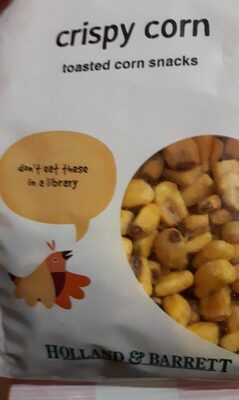 crispy corn
toasted corn snacks
don't eat these
in a library
HOLLAND & BARRETT